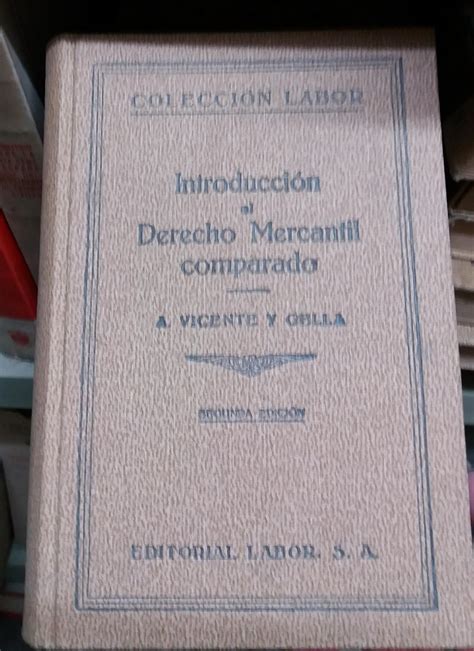 COLECCIÓN LABOR
Introducción
al
Derecho Mercantil
comparado
A. VICENTE Y GELLA
SEGUNDA EDICIÓN
EDITORIAL LABOR, S. A.